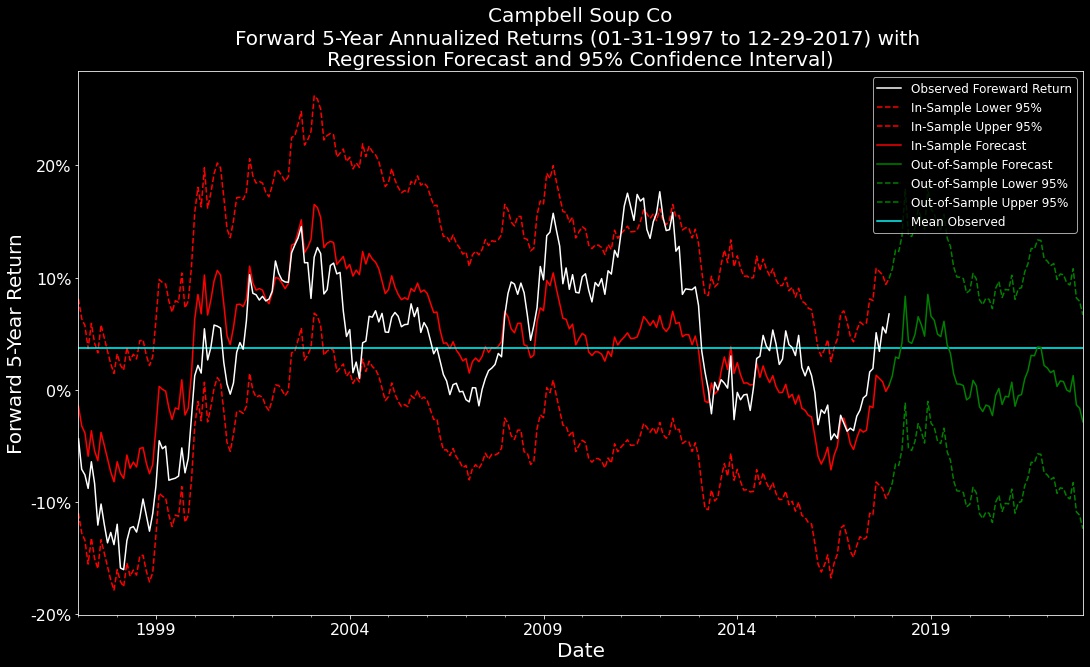 Campbell Soup Co
Forward 5-Year Annualized Returns (01-31-1997 to 12-29-2017) with
Regression Forecast and 95% Confidence Interval)
Observed Foreward Return
In-Sample Lower 95%
In-Sample Upper 95%
In-Sample Forecast
Out-of-Sample Forecast
Out-of-Sample Lower 95%
Out-of-Sample Upper 95%
Mean Observed
Forward 5-Year Return
20%
10%
0%
-10%
-20%
1999
2004
2009
2014
2019
Date